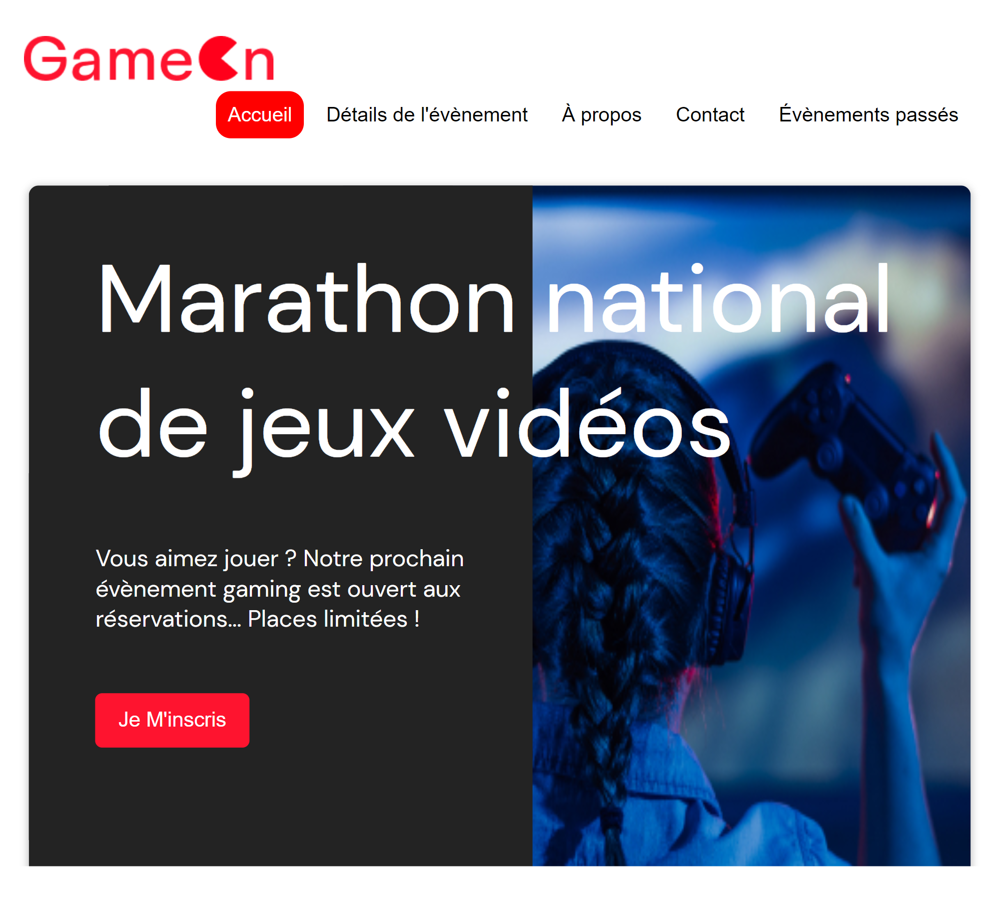 GameOn
Accueil Détails de l'évènement À propos Contact Évènements passés
Marathon national
de jeux vidéos
Vous aimez jouer ? Notre prochain
évènement gaming est ouvert aux
réservations... Places limitées !
Je M'inscris